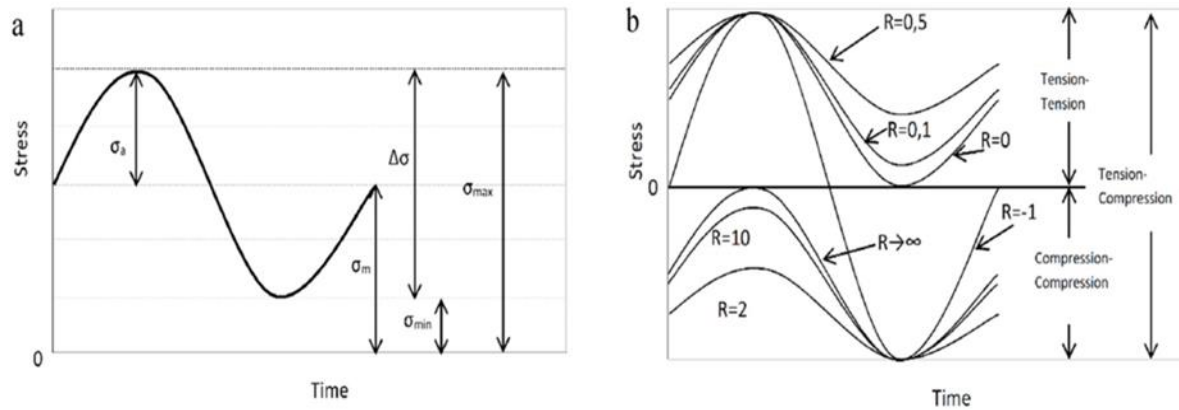 a
Stress
σa
Δσ
σmax
σm
σmin
0
Time
b
Stress
R=0,5
R=0,1
R=0
Tension-
Tension
0
Tension-
Compression
R=-1
R=10
R→∞
Compression-
Compression
R=2
Time